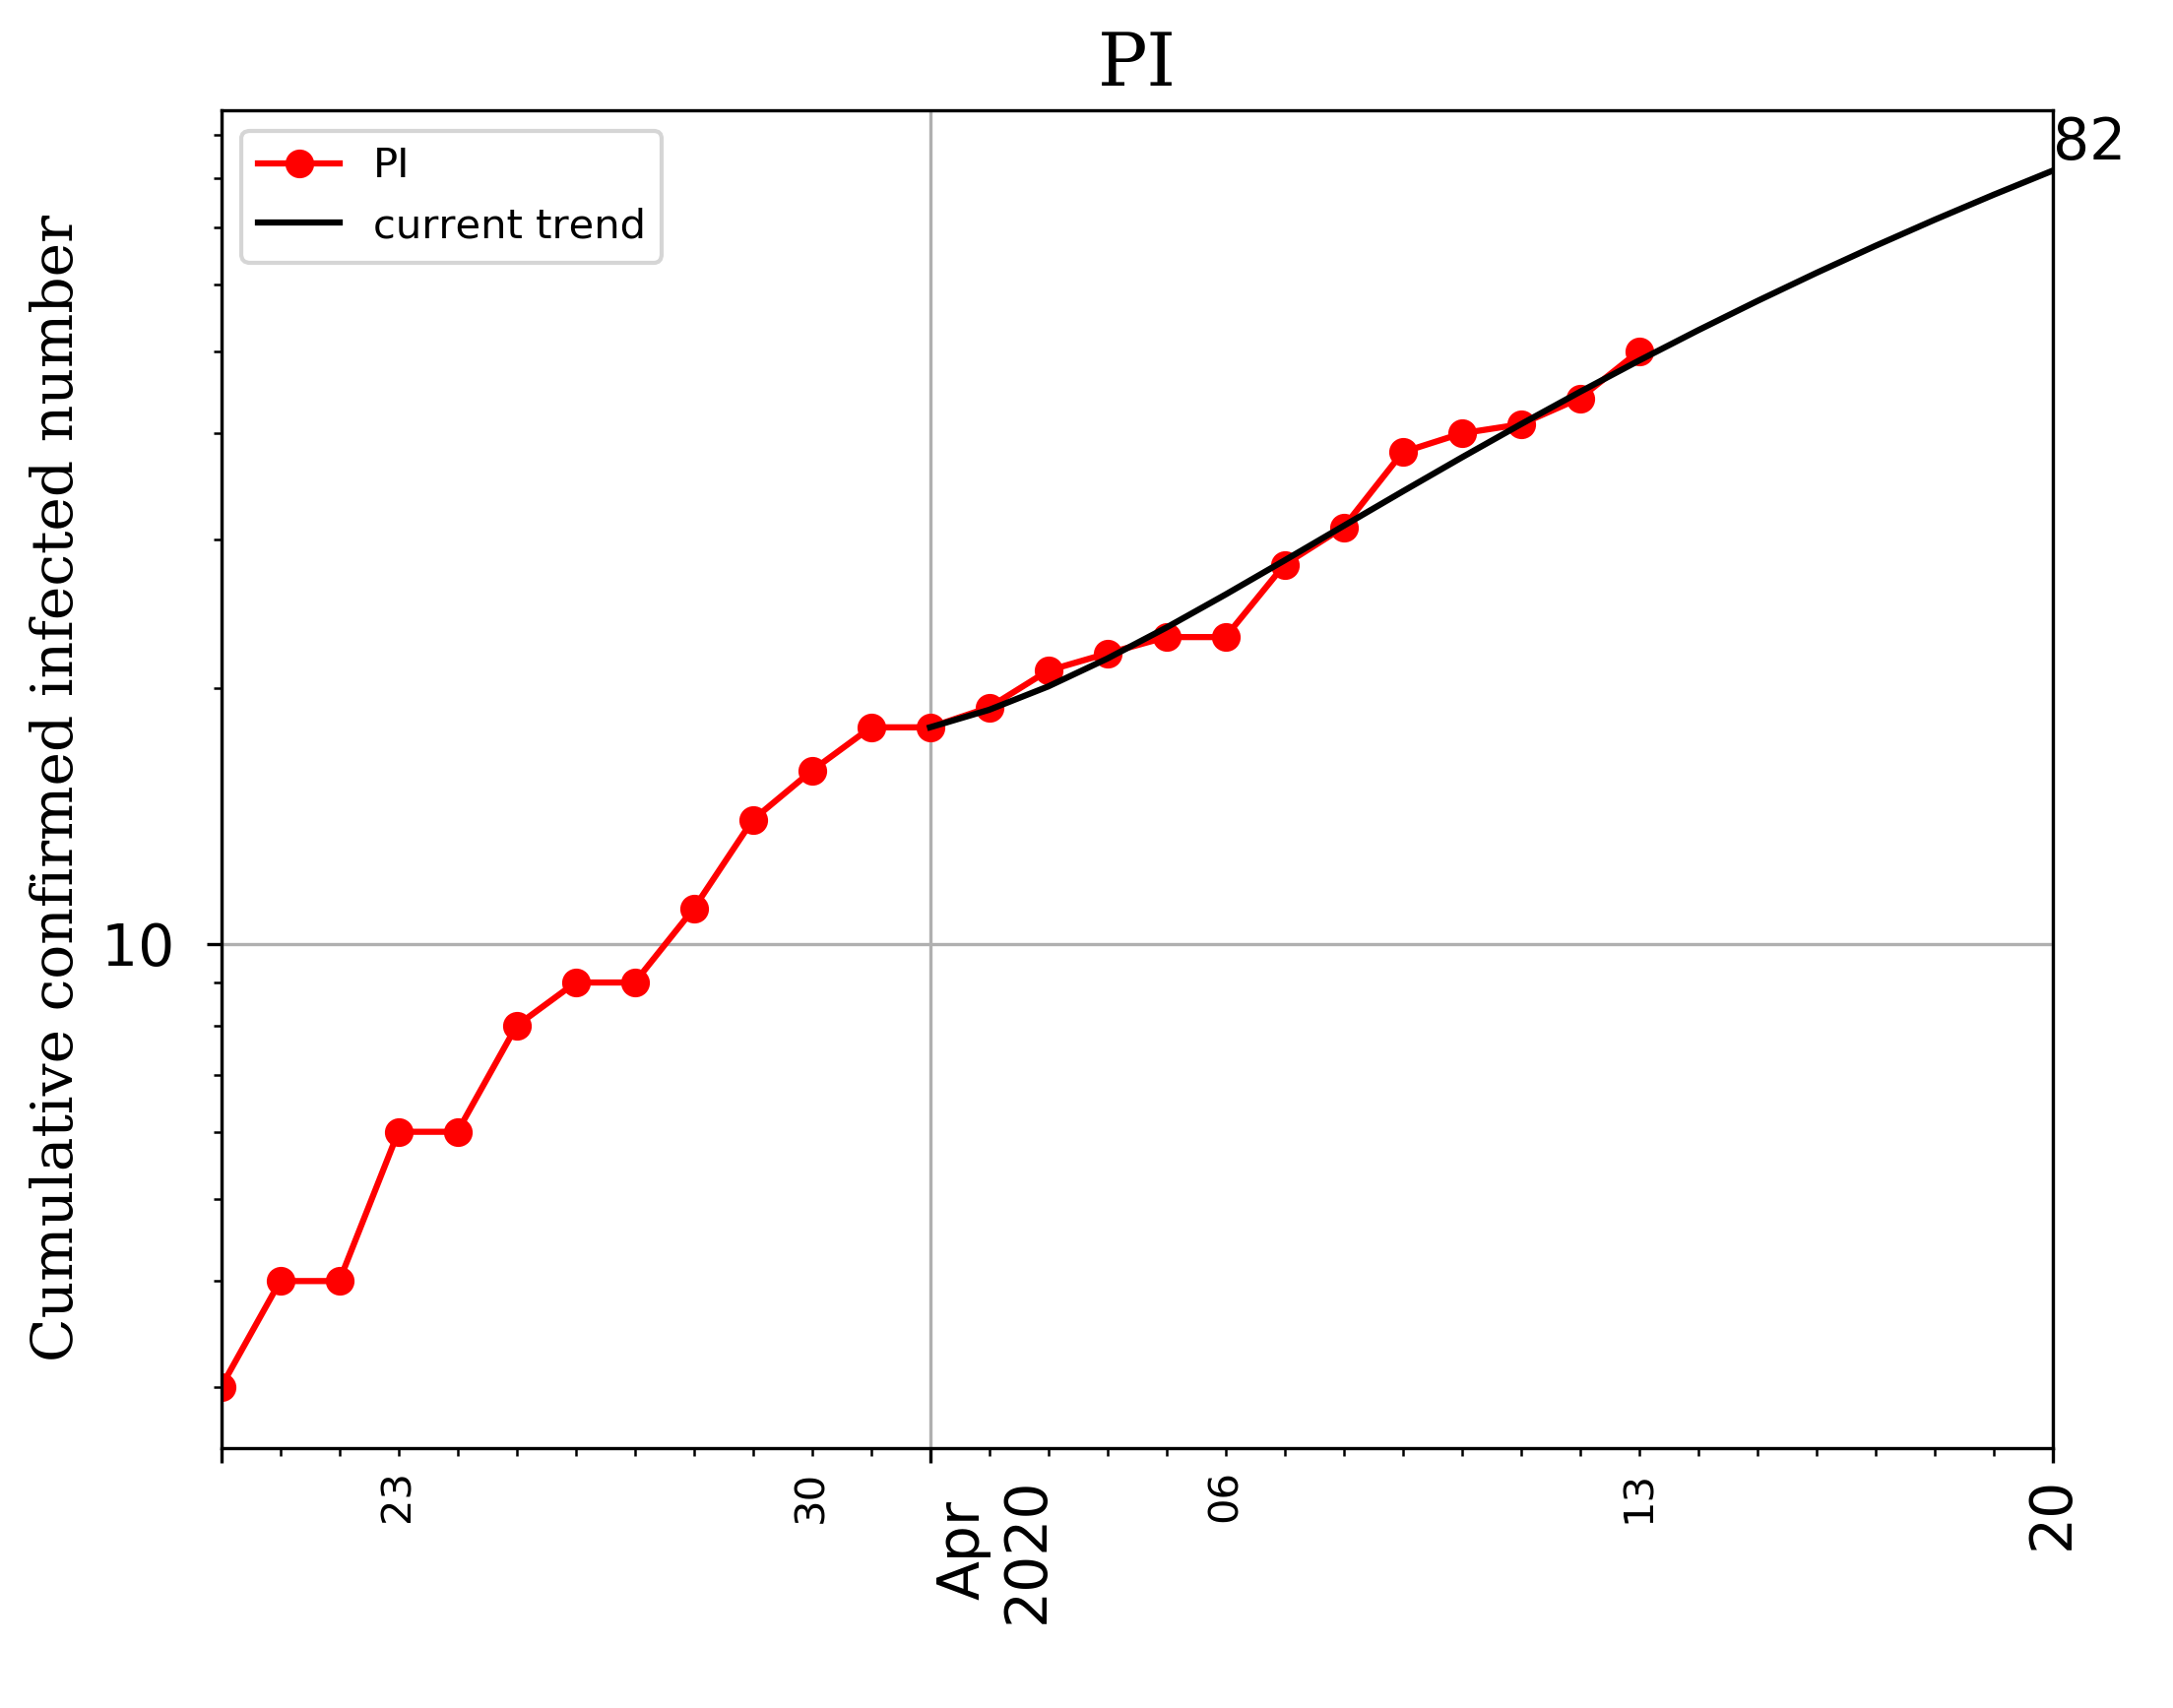 PI
82
PI
current trend
Cumulative confirmed infected number
10
23
30
Apr
2020
06
13
20